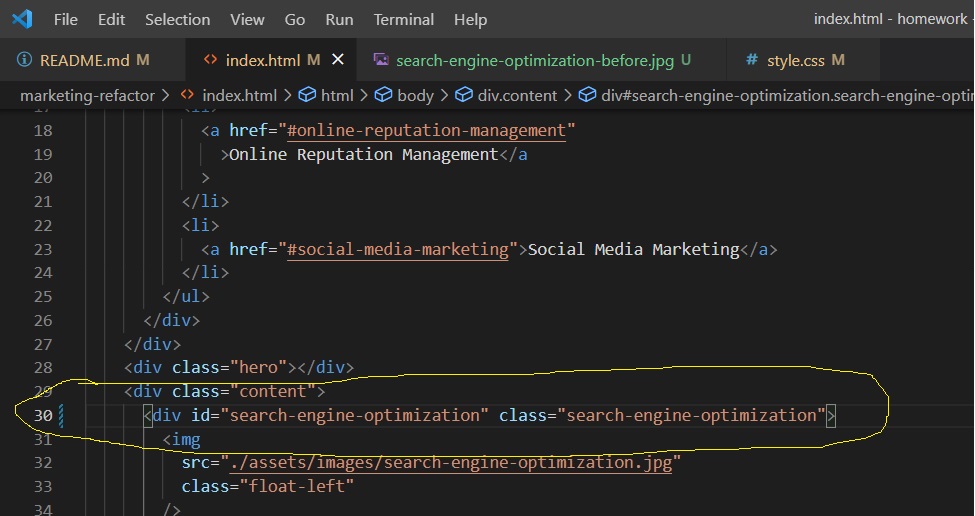 File Edit Selection View Go Run Terminal Help index.html - homework -
README.md M index.html M search-engine-optimization-before.jpg U # style.css M
marketing-refactor > <> index.html > html > body > div.content > div#search-engine-optimization.search-engine-opti
17 <li>
18 <a href="#online-reputation-management"
19 >Online Reputation Management</a
20 >
21 </li>
22 <li>
23 <a href="#social-media-marketing">Social Media Marketing</a>
24 </li>
25 </ul>
26 </div>
27 </div>
28 <div class="hero"></div>
29 <div class="content">
30 <div id="search-engine-optimization" class="search-engine-optimization">
31 <img
32 src="./assets/images/search-engine-optimization.jpg"
33 class="float-left"
34 />